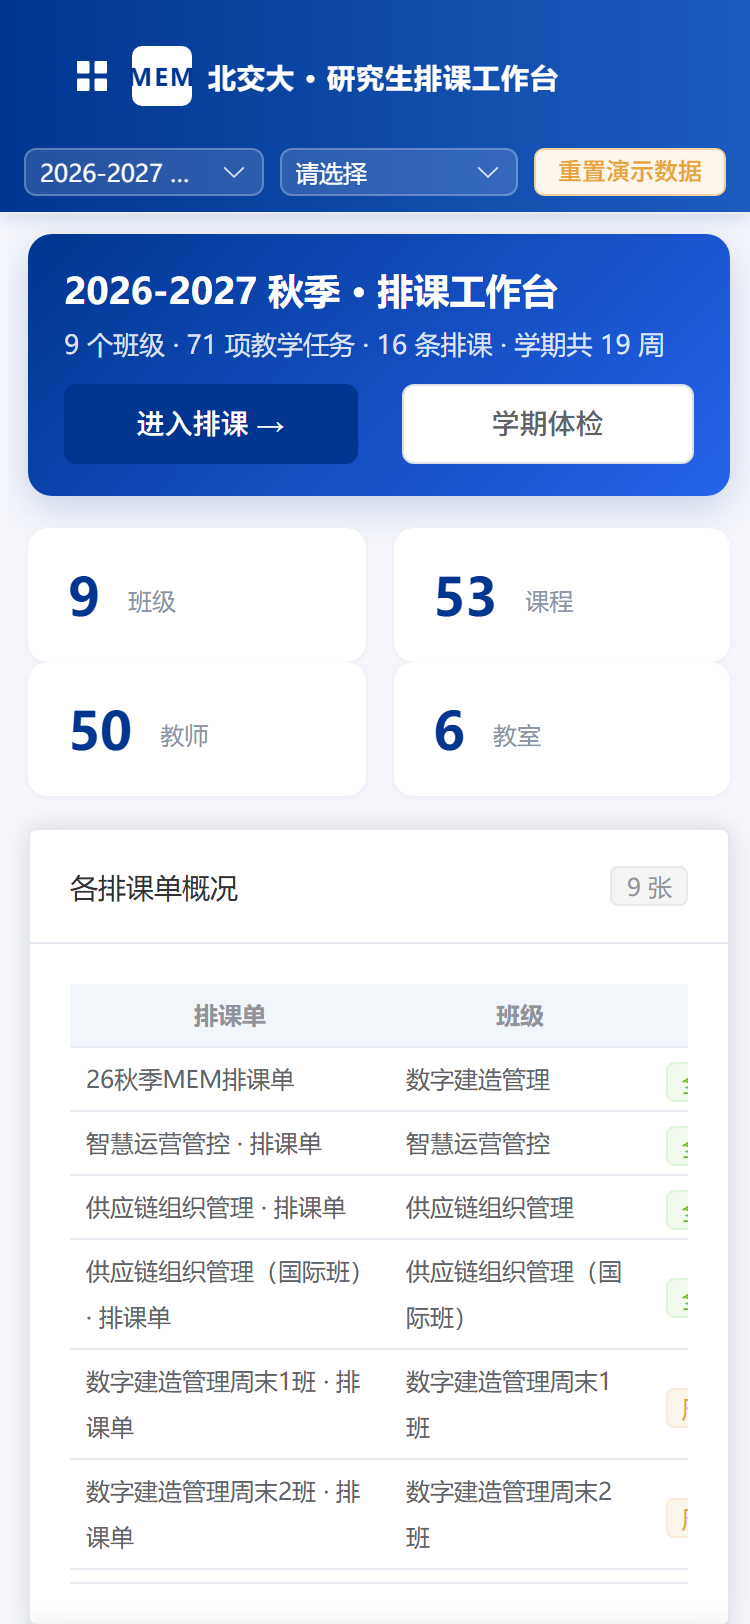 MEM 北交大 · 研究生排课工作台
2026-2027 ... 请选择 重置演示数据
2026-2027 秋季 · 排课工作台
9 个班级 · 71 项教学任务 · 16 条排课 · 学期共 19 周
进入排课 → 学期体检
9 班级 53 课程
50 教师 6 教室
各排课单概况 9 张
排课单 班级
26秋季MEM排课单 数字建造管理
智慧运营管控 · 排课单 智慧运营管控
供应链组织管理 · 排课单 供应链组织管理
供应链组织管理（国际班） 供应链组织管理（国
· 排课单 际班）
数字建造管理周末1班 · 排 数字建造管理周末1
课单 班
数字建造管理周末2班 · 排 数字建造管理周末2
课单 班